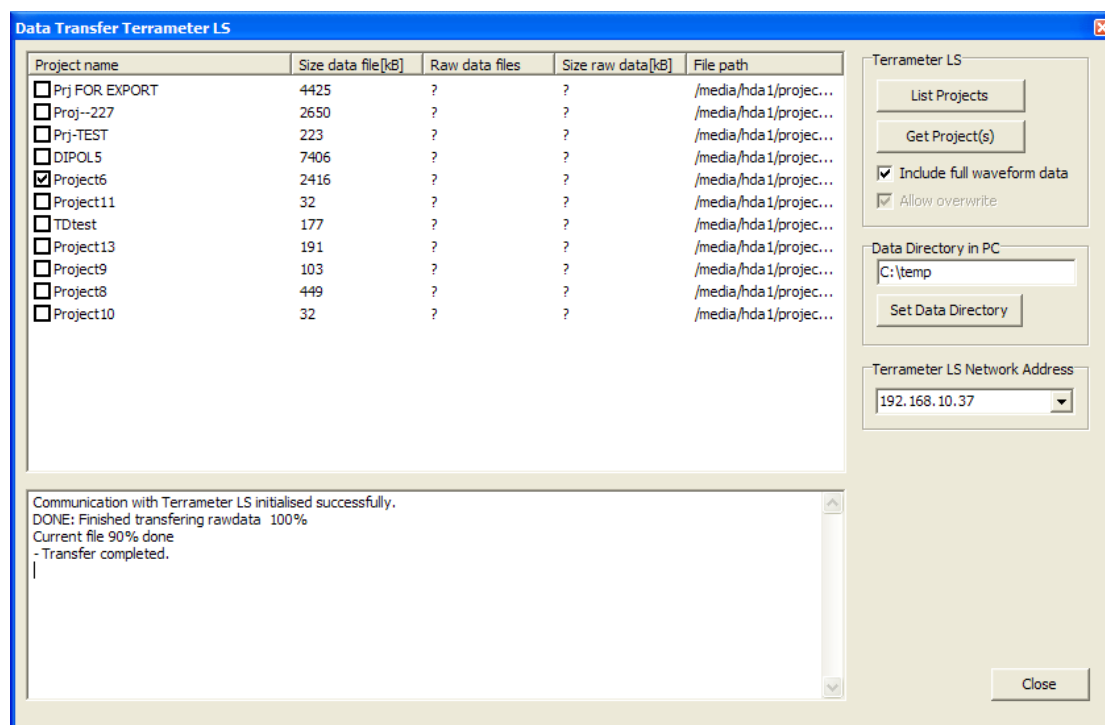 Data Transfer Terrameter LS
Project name Size data file[kB] Raw data files Size raw data[kB] File path
Prj FOR EXPORT 4425 ? ? /media/hda1/projec...
Proj--227 2650 ? ? /media/hda1/projec...
Prj-TEST 223 ? ? /media/hda1/projec...
DIPOL5 7406 ? ? /media/hda1/projec...
Project6 2416 ? ? /media/hda1/projec...
Project11 32 ? ? /media/hda1/projec...
TDtest 177 ? ? /media/hda1/projec...
Project13 191 ? ? /media/hda1/projec...
Project9 103 ? ? /media/hda1/projec...
Project8 449 ? ? /media/hda1/projec...
Project10 32 ? ? /media/hda1/projec...
Terrameter LS
List Projects
Get Project(s)
Include full waveform data
Allow overwrite
Data Directory in PC
C:\temp
Set Data Directory
Terrameter LS Network Address
192.168.10.37
Communication with Terrameter LS initialised successfully.
DONE: Finished transfering rawdata 100%
Current file 90% done
- Transfer completed.
Close